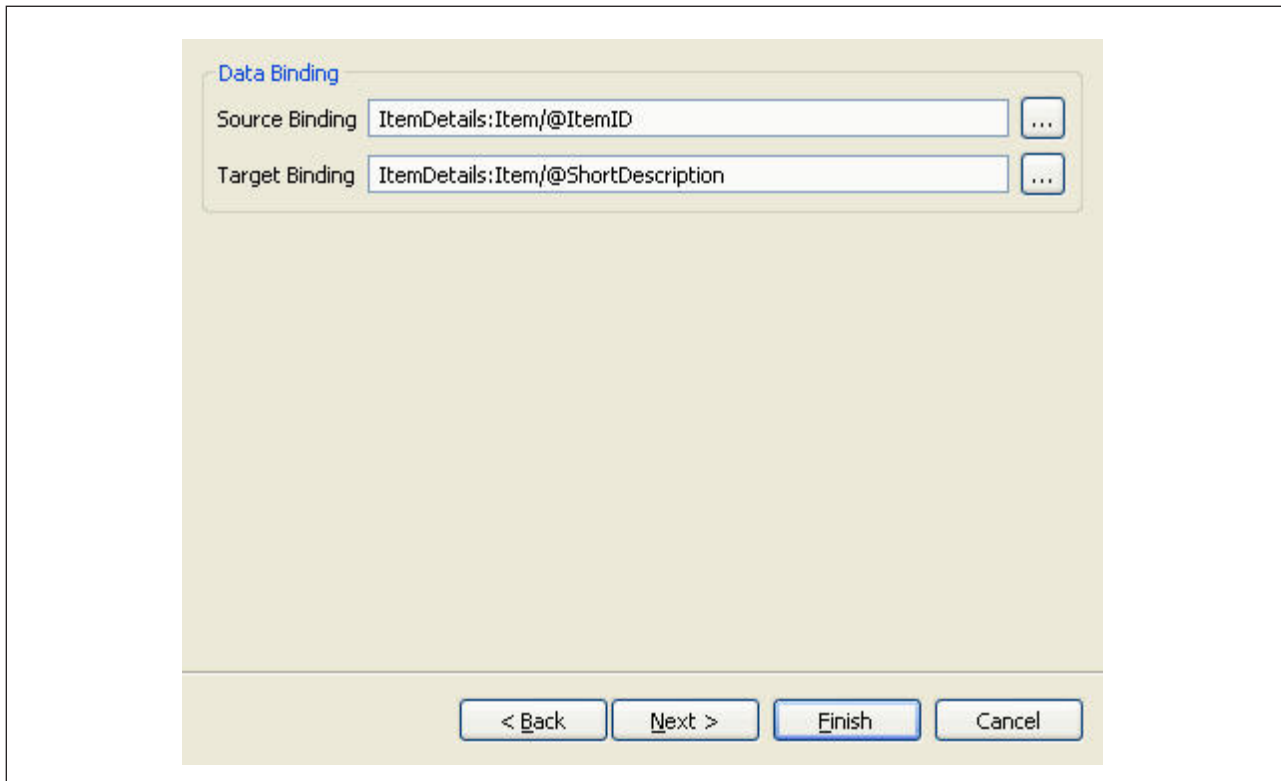 Data Binding
Source Binding ItemDetails:Item/@ItemID ...
Target Binding ItemDetails:Item/@ShortDescription ...
< Back Next > Finish Cancel